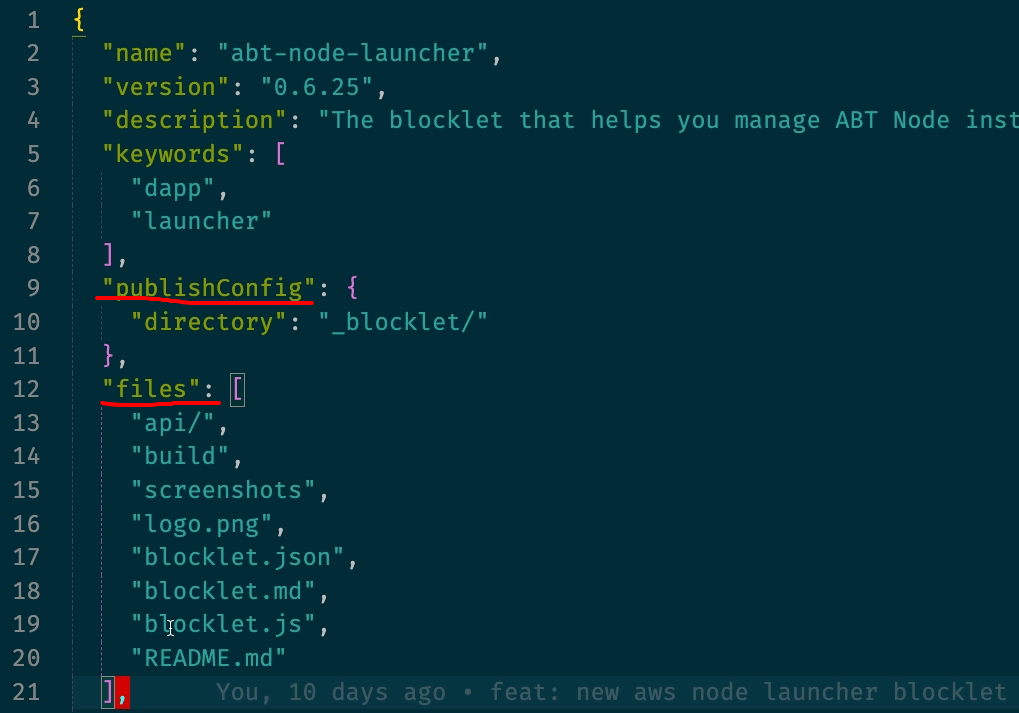 1 {
2 "name": "abt-node-launcher",
3 "version": "0.6.25",
4 "description": "The blocklet that helps you manage ABT Node inst
5 "keywords": [
6 "dapp",
7 "launcher"
8 ],
9 "publishConfig": {
10 "directory": "_blocklet/"
11 },
12 "files": [
13 "api/",
14 "build",
15 "screenshots",
16 "logo.png",
17 "blocklet.json",
18 "blocklet.md",
19 "blocklet.js",
20 "README.md"
21 ], You, 10 days ago • feat: new aws node launcher blocklet